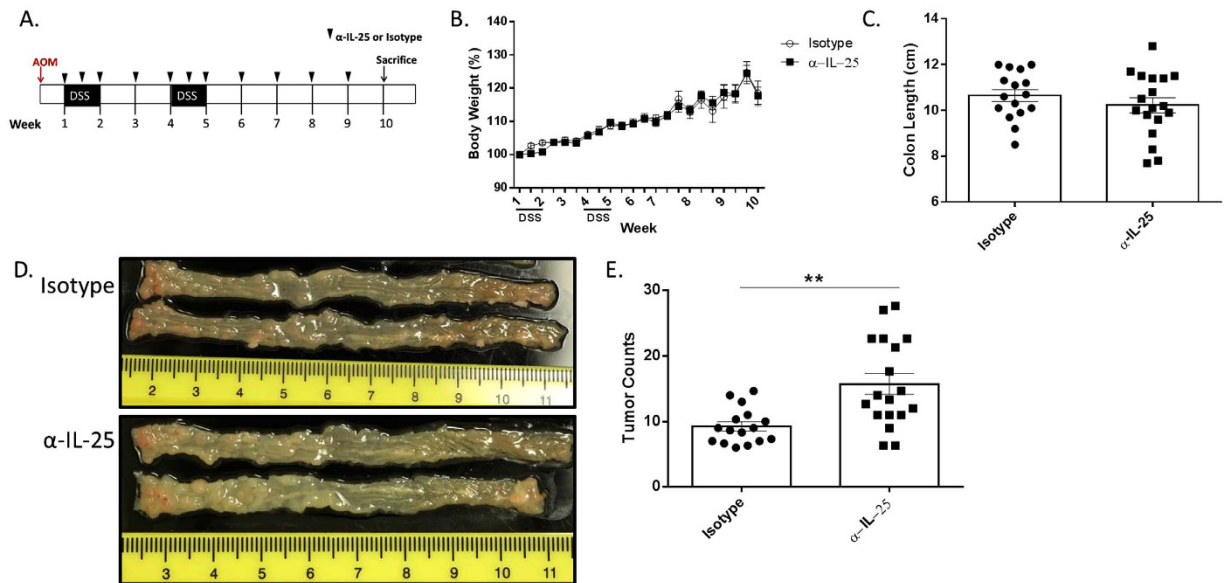 A.
α-IL-25 or Isotype
AOM
Sacrifice
DSS
DSS
Week 1 2 3 4 5 6 7 8 9 10
B.
Isotype
α-IL-25
Body Weight (%)
130
120
110
100
90
1 2 3 4 5 6 7 8 9 10
DSS DSS
Week
C.
Colon Length (cm)
14
12
10
8
6
Isotype
α-IL-25
D.
Isotype
2 3 4 5 6 7 8 9 10 11
α-IL-25
3 4 5 6 7 8 9 10 11
E.
**
Tumor Counts
30
20
10
0
Isotype
α-IL-25